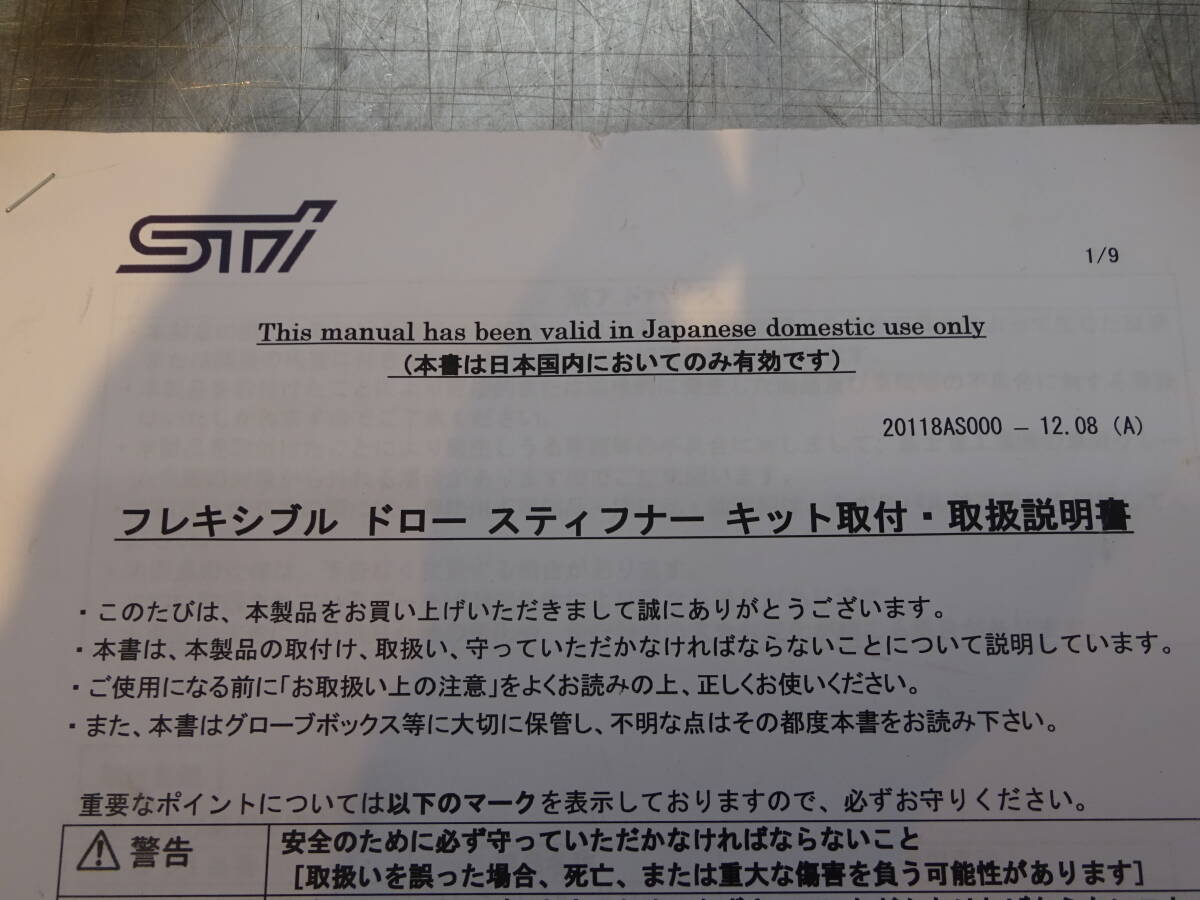 STI
1/9
This manual has been valid in Japanese domestic use only
（本書は日本国内においてのみ有効です）
20118AS000 － 12.08 (A)
フレキシブル ドロー スティフナー キット取付・取扱説明書
・このたびは、本製品をお買い上げいただきまして誠にありがとうございます。
・本書は、本製品の取付け、取扱い、守っていただかなければならないことについて説明しています。
・ご使用になる前に「お取扱い上の注意」をよくお読みの上、正しくお使いください。
・また、本書はグローブボックス等に大切に保管し、不明な点はその都度本書をお読み下さい。
重要なポイントについては以下のマークを表示しておりますので、必ずお守りください。
警告
安全のために必ず守っていただかなければならないこと
[取扱いを誤った場合、死亡、または重大な傷害を負う可能性があります]